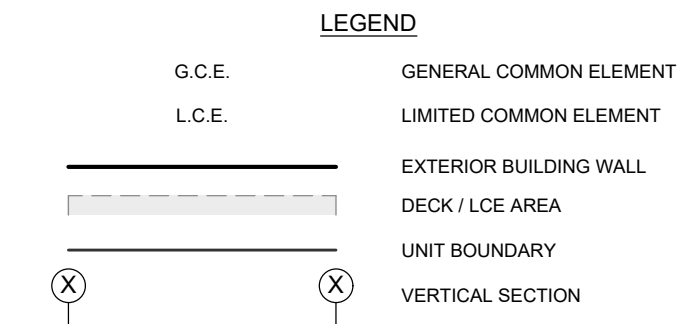 LEGEND
G.C.E. GENERAL COMMON ELEMENT
L.C.E. LIMITED COMMON ELEMENT
EXTERIOR BUILDING WALL
DECK / LCE AREA
UNIT BOUNDARY
X X VERTICAL SECTION